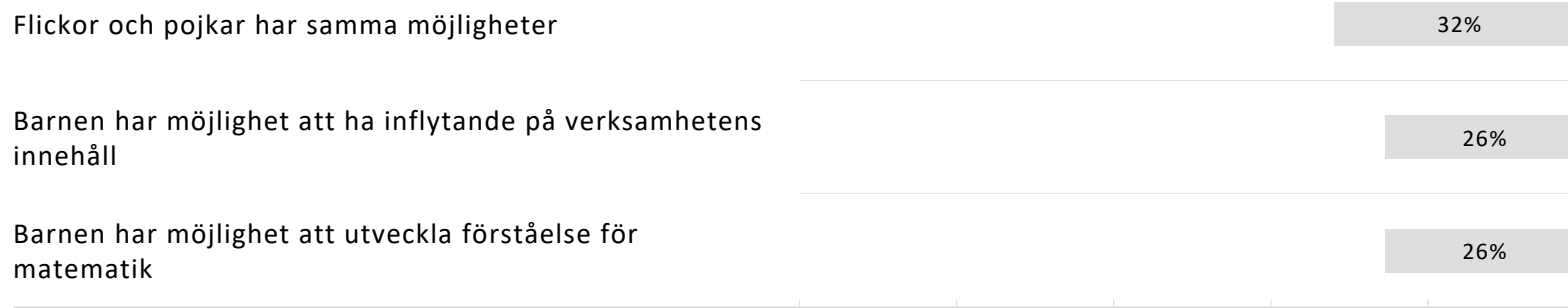 Flickor och pojkar har samma möjligheter
32%
Barnen har möjlighet att ha inflytande på verksamhetens
innehåll
26%
Barnen har möjlighet att utveckla förståelse för
matematik
26%